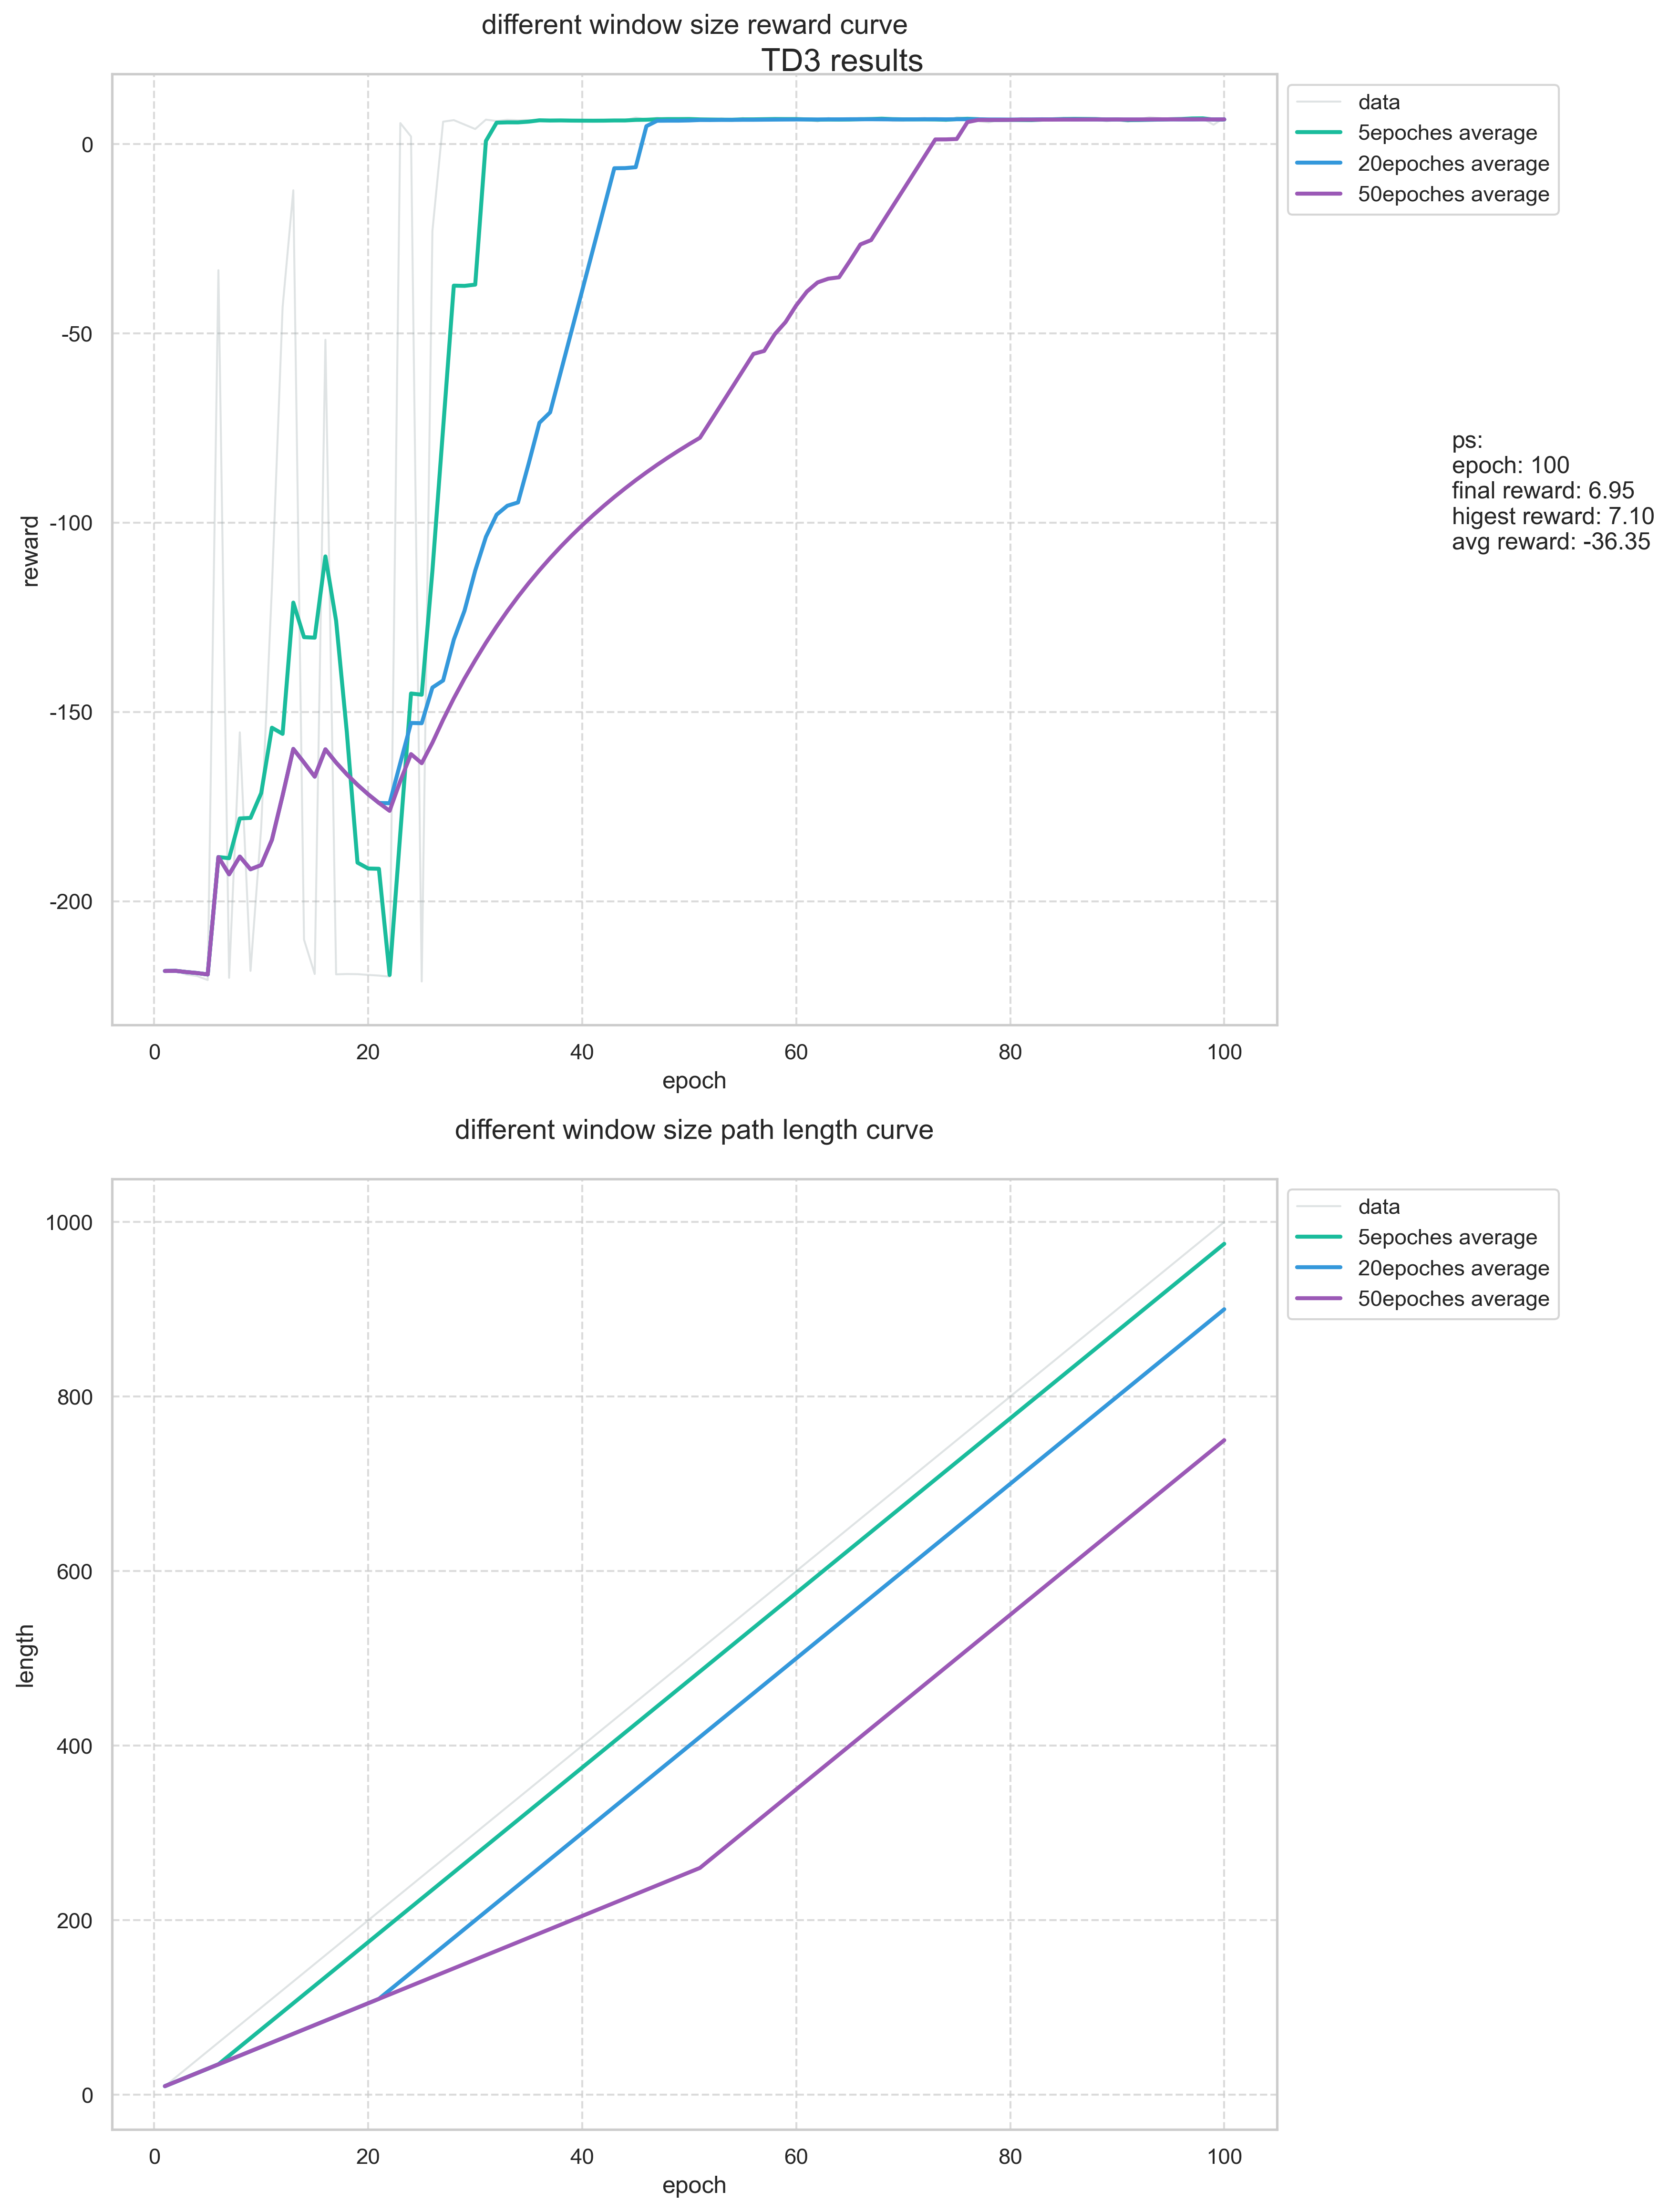 different window size reward curve
TD3 results
data
5epoches average
20epoches average
50epoches average
0
-50
-100
-150
-200
reward
0 20 40 60 80 100
epoch
ps:
epoch: 100
final reward: 6.95
higest reward: 7.10
avg reward: -36.35
different window size path length curve
data
5epoches average
20epoches average
50epoches average
1000
800
600
400
200
0
length
0 20 40 60 80 100
epoch